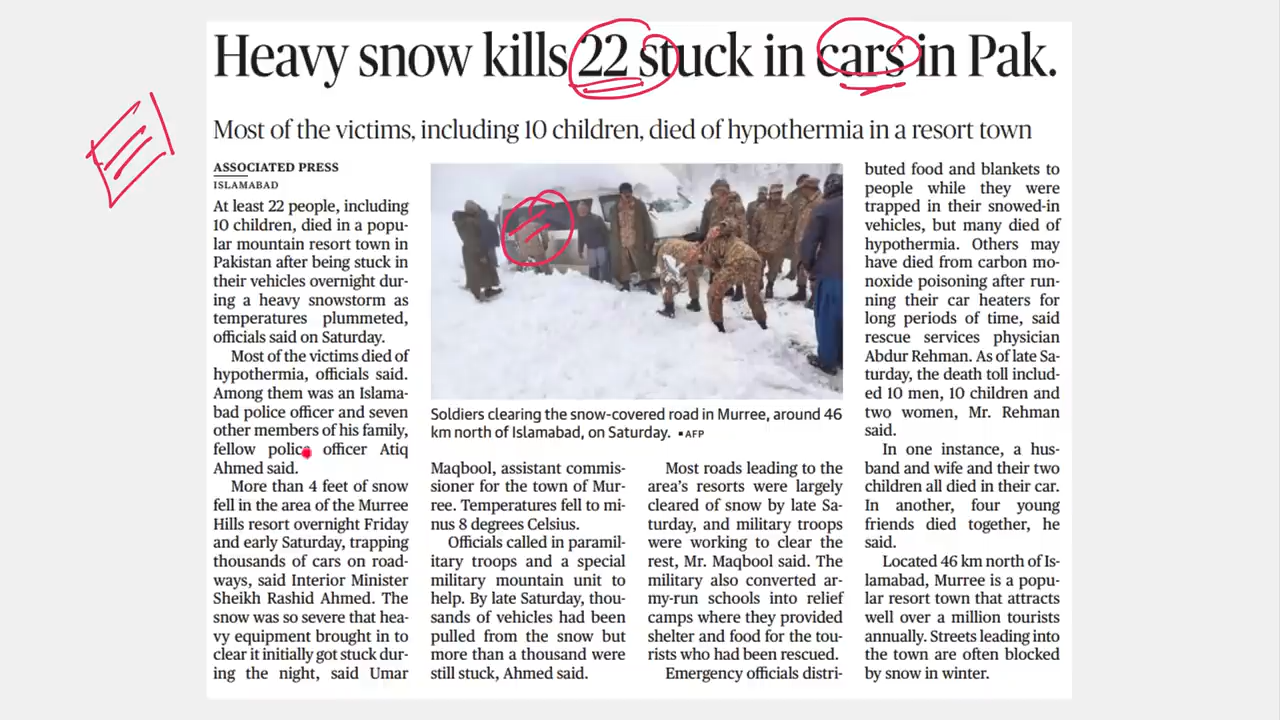 Heavy snow kills 22 stuck in cars in Pak.
Most of the victims, including 10 children, died of hypothermia in a resort town
ASSOCIATED PRESS
ISLAMABAD
At least 22 people, including
10 children, died in a popu-
lar mountain resort town in
Pakistan after being stuck in
their vehicles overnight dur-
ing a heavy snowstorm as
temperatures plummeted,
officials said on Saturday.
Most of the victims died of
hypothermia, officials said.
Among them was an Islama-
bad police officer and seven
other members of his family,
fellow police officer Atiq
Ahmed said.
More than 4 feet of snow
fell in the area of the Murree
Hills resort overnight Friday
and early Saturday, trapping
thousands of cars on road-
ways, said Interior Minister
Sheikh Rashid Ahmed. The
snow was so severe that hea-
vy equipment brought in to
clear it initially got stuck dur-
ing the night, said Umar
Soldiers clearing the snow-covered road in Murree, around 46
km north of Islamabad, on Saturday. ▪AFP
Maqbool, assistant commis-
sioner for the town of Mur-
ree. Temperatures fell to mi-
nus 8 degrees Celsius.
Officials called in paramil-
itary troops and a special
military mountain unit to
help. By late Saturday, thou-
sands of vehicles had been
pulled from the snow but
more than a thousand were
still stuck, Ahmed said.
Most roads leading to the
area's resorts were largely
cleared of snow by late Sa-
turday, and military troops
were working to clear the
rest, Mr. Maqbool said. The
military also converted ar-
my-run schools into relief
camps where they provided
shelter and food for the tou-
rists who had been rescued.
Emergency officials distri-
buted food and blankets to
people while they were
trapped in their snowed-in
vehicles, but many died of
hypothermia. Others may
have died from carbon mo-
noxide poisoning after run-
ning their car heaters for
long periods of time, said
rescue services physician
Abdur Rehman. As of late Sa-
turday, the death toll includ-
ed 10 men, 10 children and
two women, Mr. Rehman
said.
In one instance, a hus-
band and wife and their two
children all died in their car.
In another, four young
friends died together, he
said.
Located 46 km north of Is-
lamabad, Murree is a popu-
lar resort town that attracts
well over a million tourists
annually. Streets leading into
the town are often blocked
by snow in winter.